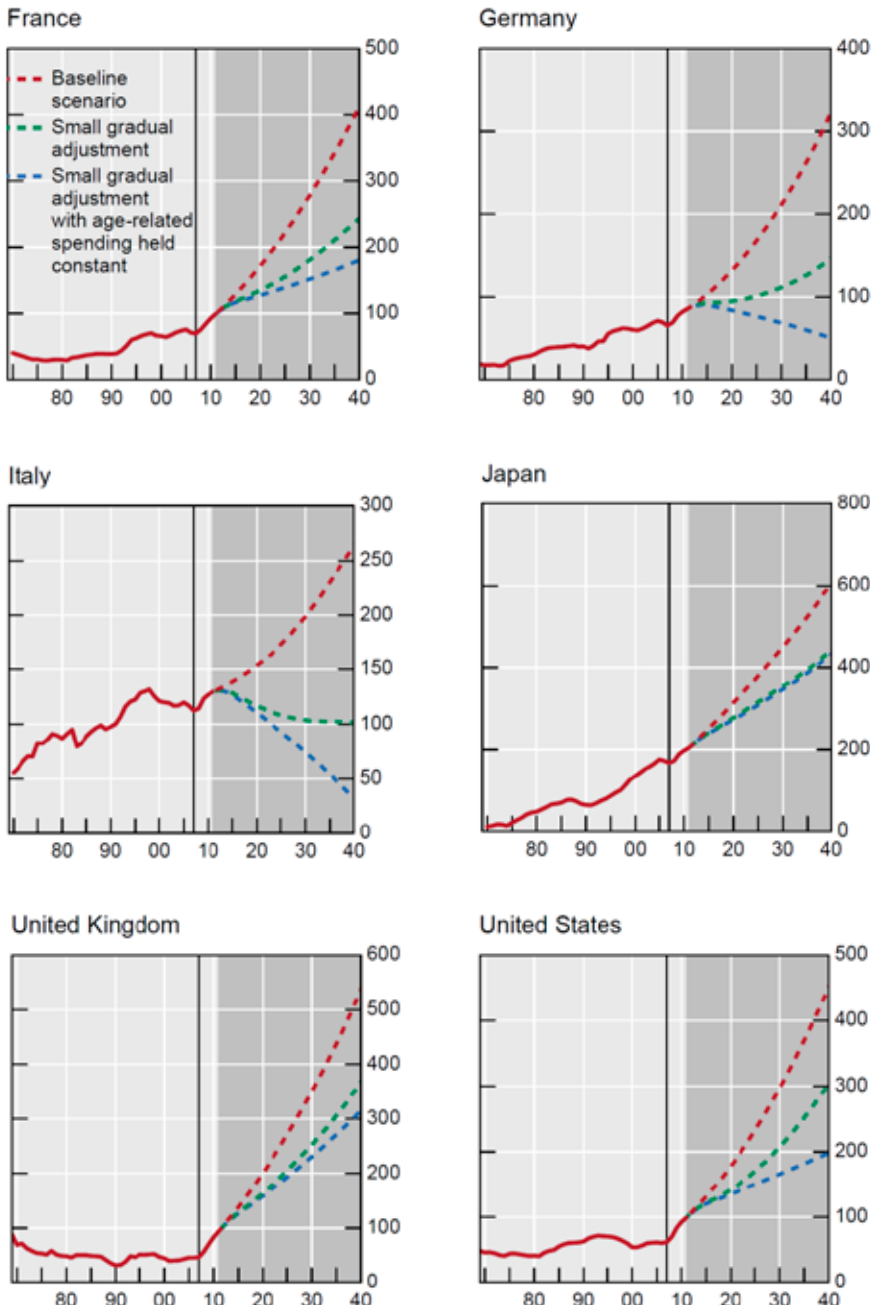 France
500
400
300
200
100
0
Baseline
scenario
Small gradual
adjustment
Small gradual
adjustment
with age-related
spending held
constant
80 90 00 10 20 30 40
Germany
400
300
200
100
0
80 90 00 10 20 30 40
Italy
300
250
200
150
100
50
0
80 90 00 10 20 30 40
Japan
800
600
400
200
0
80 90 00 10 20 30 40
United Kingdom
600
500
400
300
200
100
0
80 90 00 10 20 30 40
United States
500
400
300
200
100
0
80 90 00 10 20 30 40